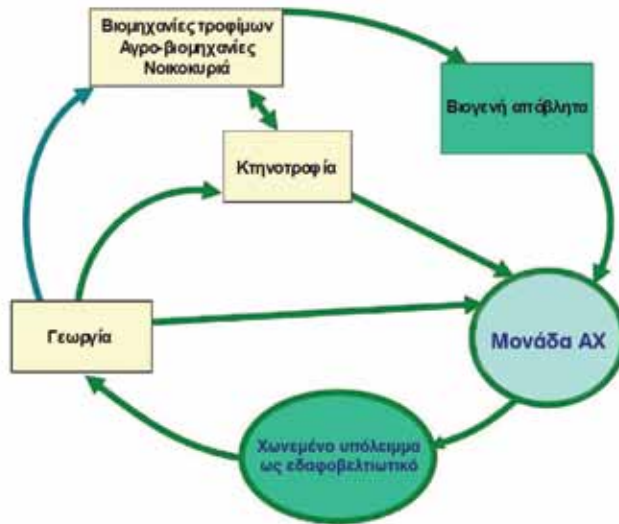 Βιομηχανίες τροφίμων
Αγρο-βιομηχανίες
Νοικοκυριά
Βιογενή απόβλητα
Κτηνοτροφία
Γεωργία
Μονάδα ΑΧ
Χωνεμένο υπόλειμμα
ως εδαφοβελτιωτικό